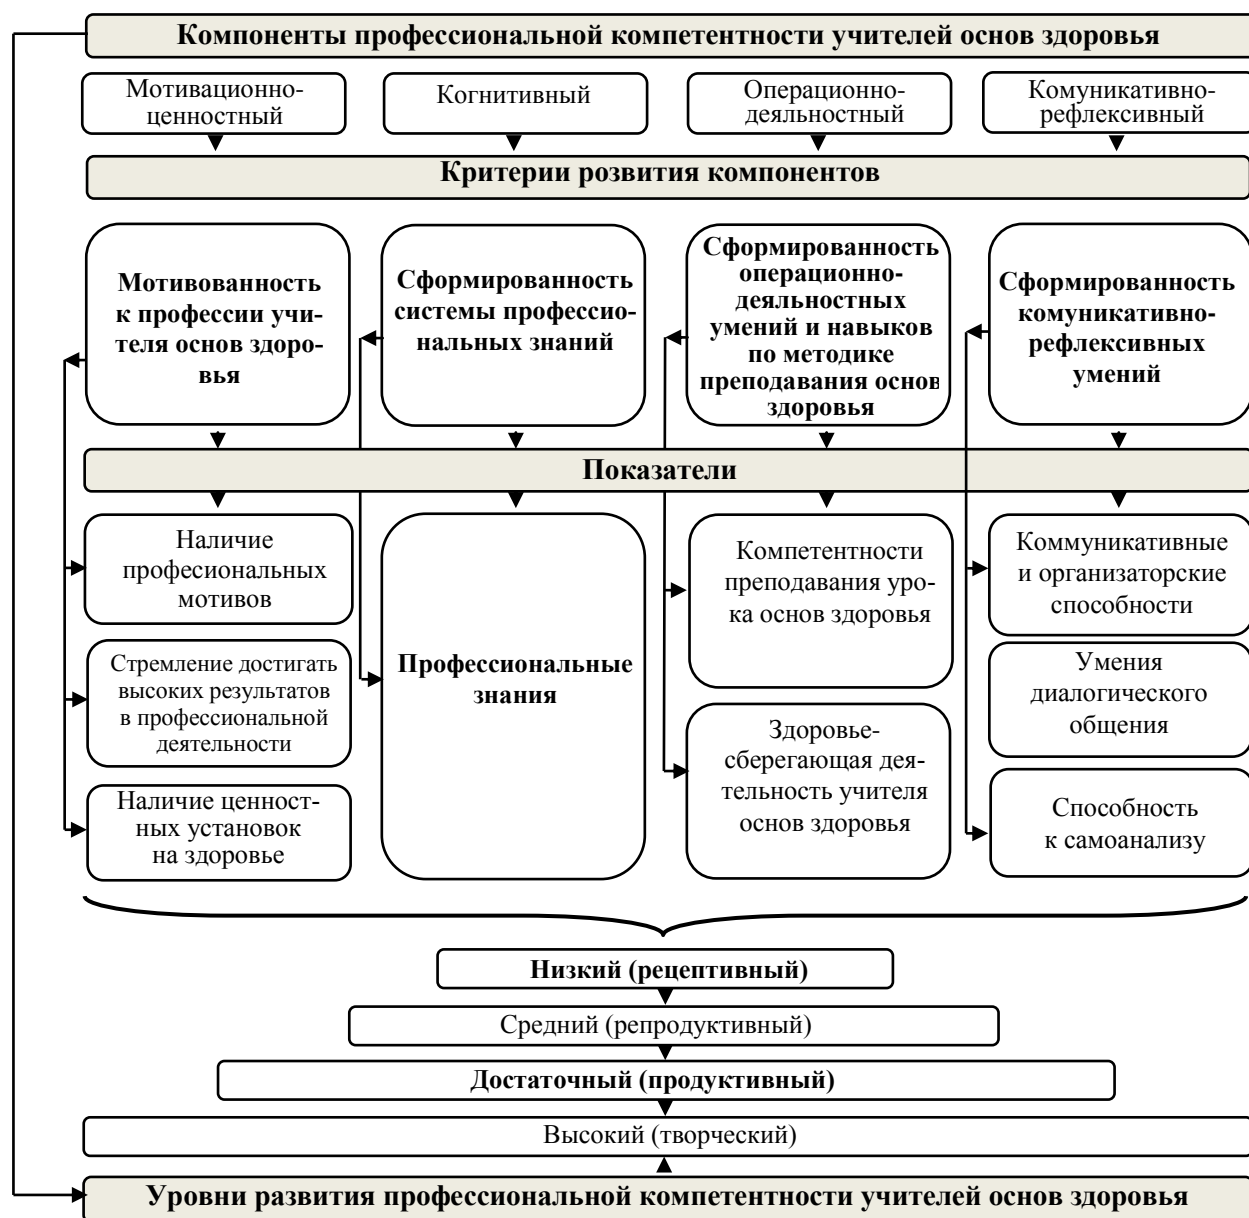 Компоненты профессиональной компетентности учителей основ здоровья
Мотивационно-
ценностный
Когнитивный
Операционно-
деяльностный
Комуникативно-
рефлексивный
Критерии розвития компонентов
Мотивованность
к профессии учи-
теля основ здоро-
вья
Сформированность
системы профессио-
нальных знаний
Сформированность
операционно-
деяльностных
умений и навыков
по методике
преподавания основ
здоровья
Сформированность
комуникативно-
рефлексивных
умений
Показатели
Наличие
професиональных
мотивов
Стремление достигать
высоких результатов
в профессиональной
деятельности
Наличие ценност-
ных установок
на здоровье
Профессиональные
знания
Компетентности
преподавания уро-
ка основ здоровья
Здоровье-
сберегающая дея-
тельность учителя
основ здоровья
Коммуникативные
и организаторские
способности
Умения
диалогического
общения
Способность
к самоанализу
Низкий (рецептивный)
Средний (репродуктивный)
Достаточный (продуктивный)
Высокий (творческий)
Уровни развития профессиональной компетентности учителей основ здоровья